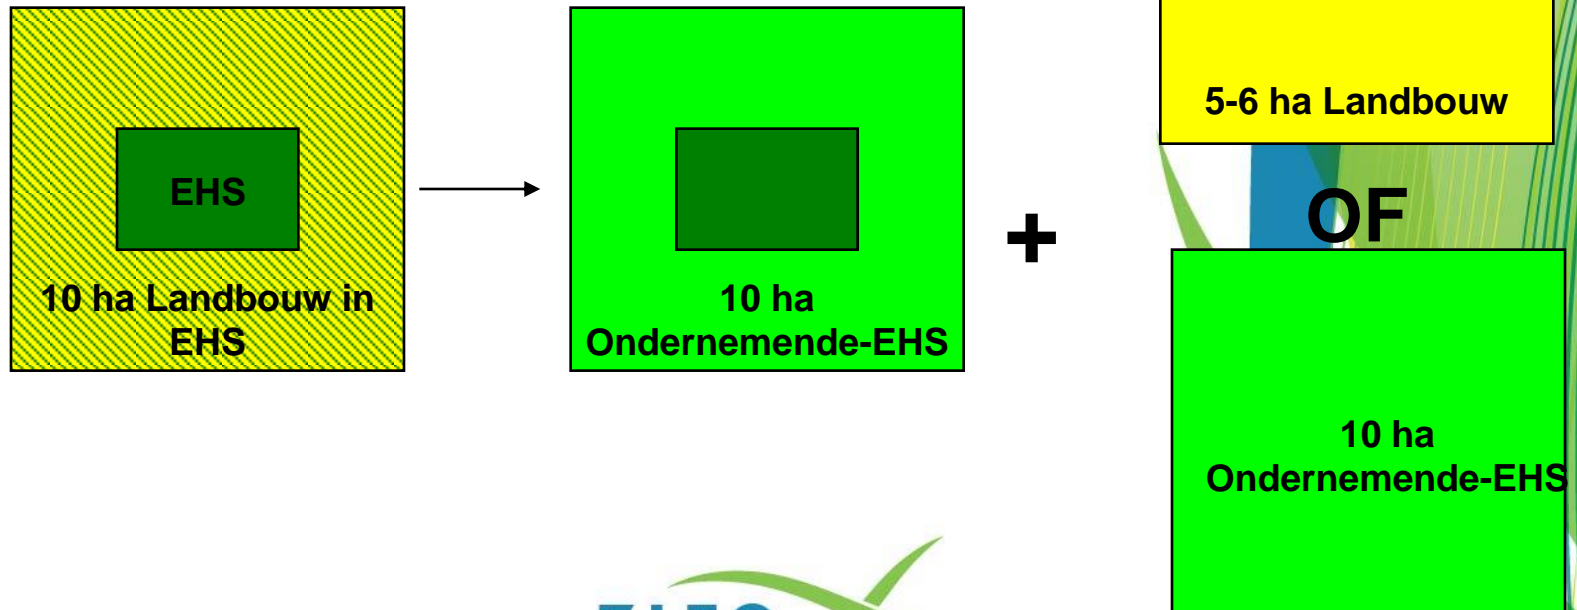 EHS
10 ha Landbouw in
EHS
10 ha
Ondernemende-EHS
+
5-6 ha Landbouw
OF
10 ha
Ondernemende-EHS